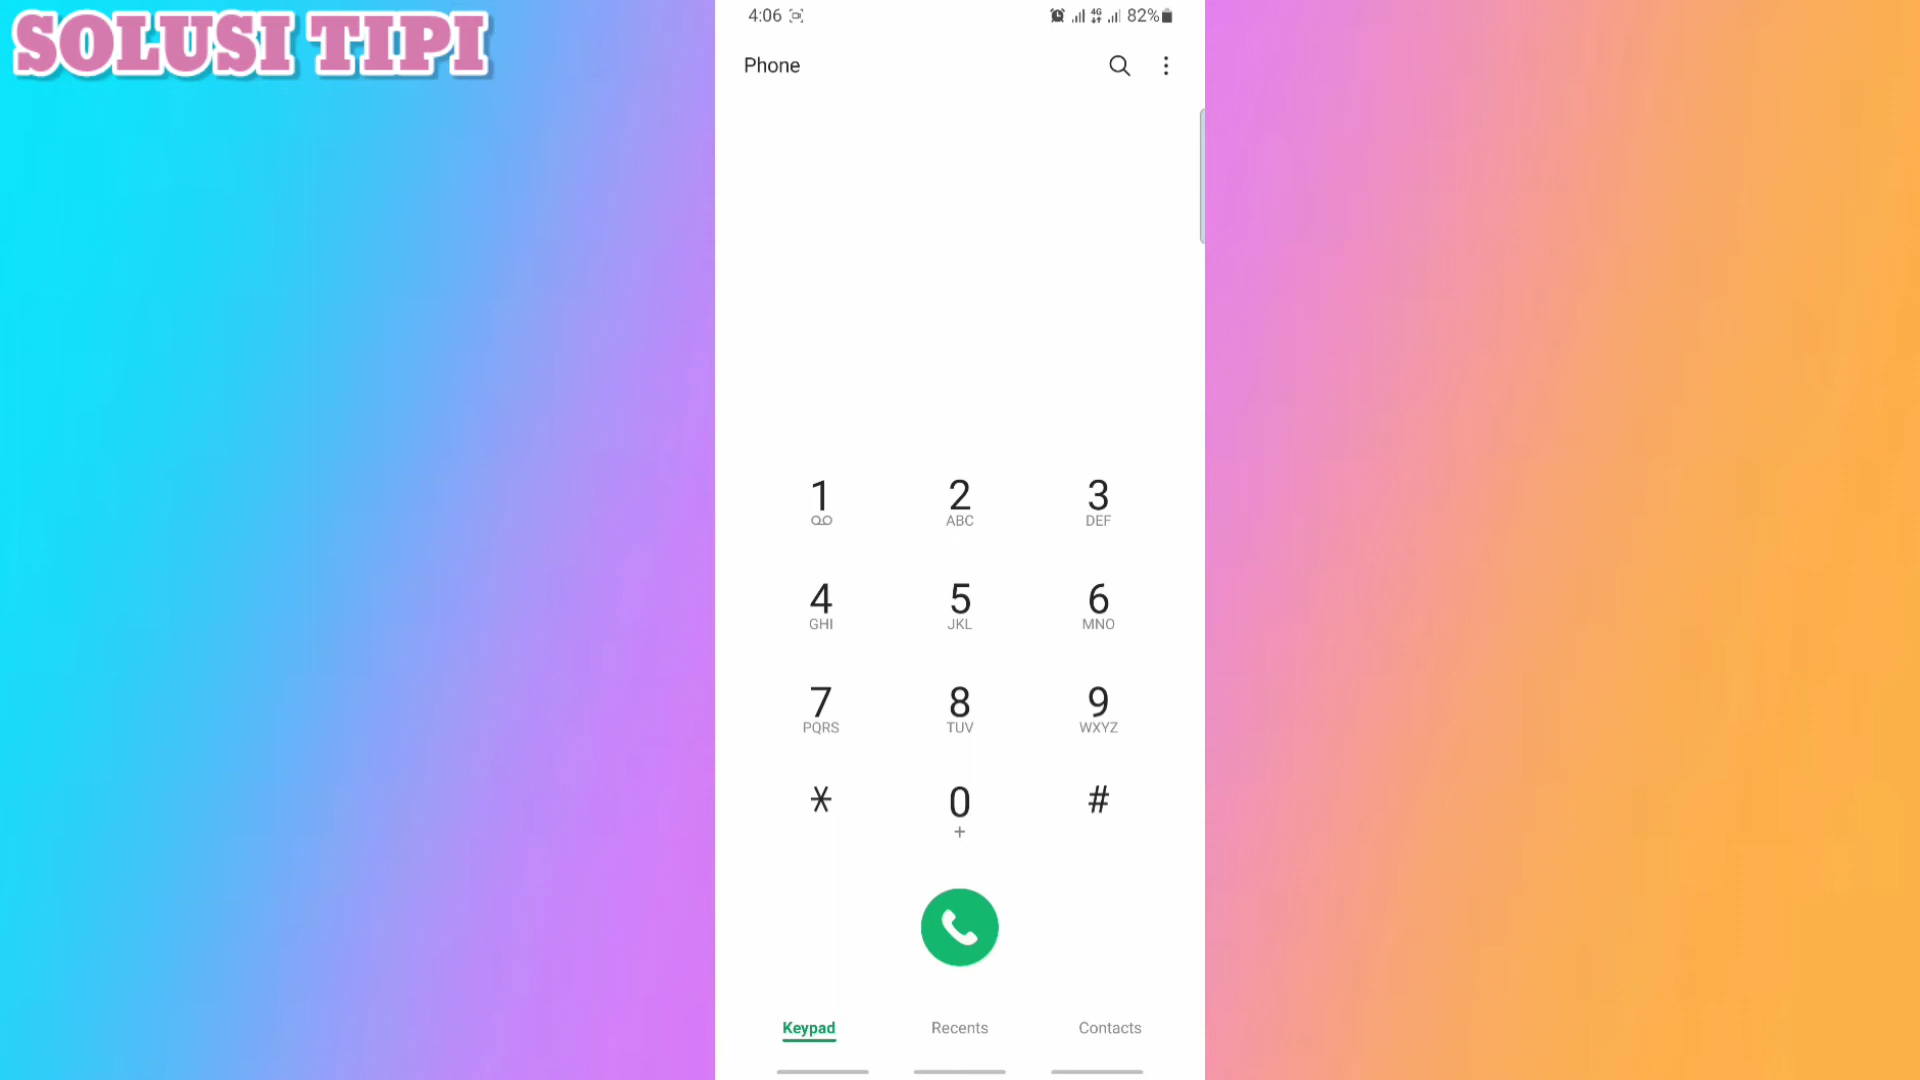 SOLUSI TIPI
4:06 4G 82%
Phone
1 2 3
ABC DEF
4 5 6
GHI JKL MNO
7 8 9
PQRS TUV WXYZ
* 0 #
+
Keypad Recents Contacts